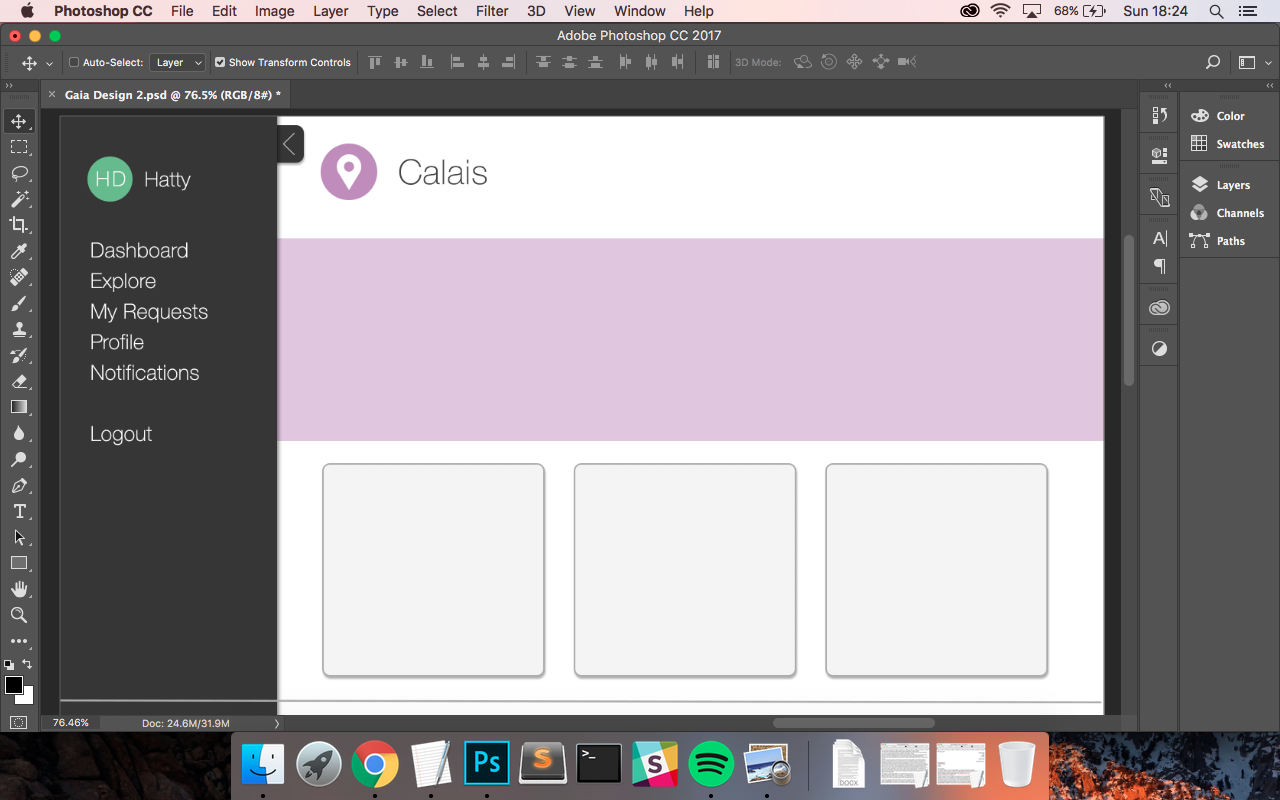 Photoshop CC File Edit Image Layer Type Select Filter 3D View Window Help 68% Sun 18:24
Adobe Photoshop CC 2017
Auto-Select: Layer Show Transform Controls 3D Mode:
× Gaia Design 2.psd @ 76.5% (RGB/8#) *
Color
Swatches
Layers
Channels
Paths
A
HD Hatty
Calais
Dashboard
Explore
My Requests
Profile
Notifications
Logout
T
76.46% Doc: 24.6M/31.9M
Ps
S
>_
S
DOCX